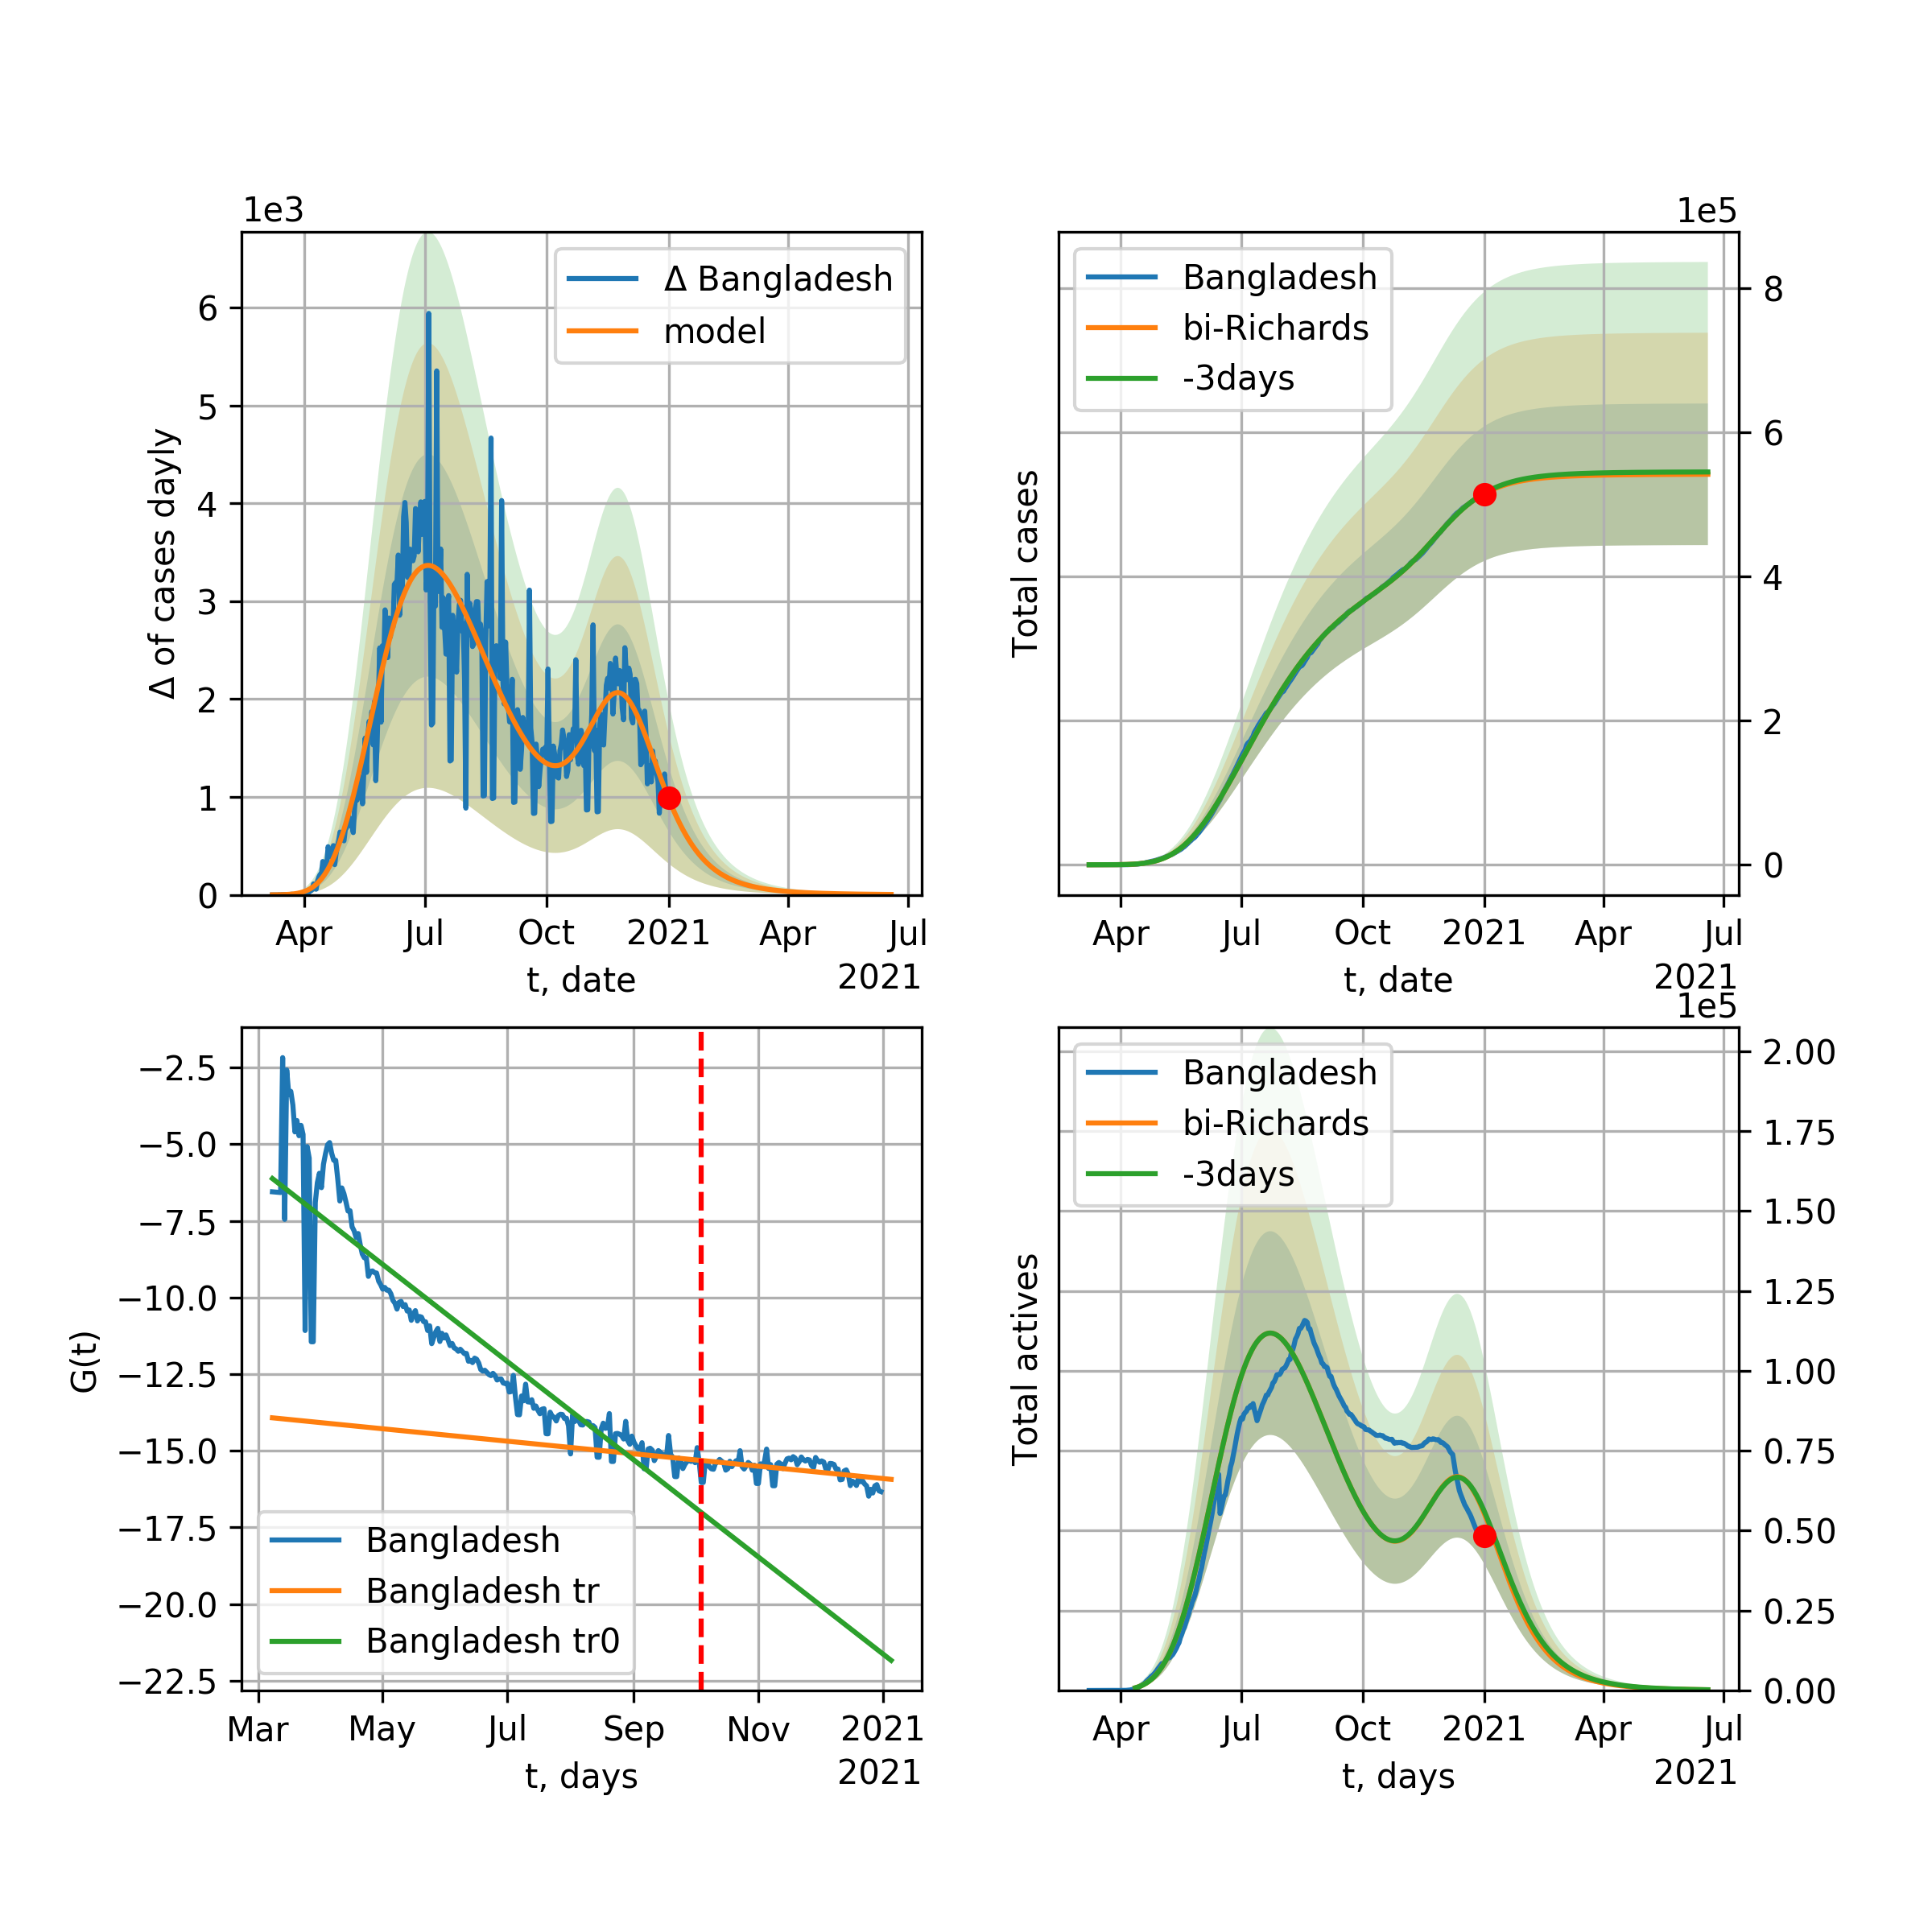 1e3
Δ Bangladesh
model
6
5
4
3
2
1
0
Δ of cases dayly
Apr Jul Oct 2021 Apr Jul
t, date 2021
1e5
Bangladesh
bi-Richards
-3days
8
6
4
2
0
Total cases
Apr Jul Oct 2021 Apr Jul
t, date 2021
−2.5
−5.0
−7.5
−10.0
−12.5
−15.0
−17.5
−20.0
−22.5
G(t)
Bangladesh
Bangladesh tr
Bangladesh tr0
Mar May Jul Sep Nov 2021
t, days 2021
1e5
Bangladesh
bi-Richards
-3days
2.00
1.75
1.50
1.25
1.00
0.75
0.50
0.25
0.00
Total actives
Apr Jul Oct 2021 Apr Jul
t, days 2021